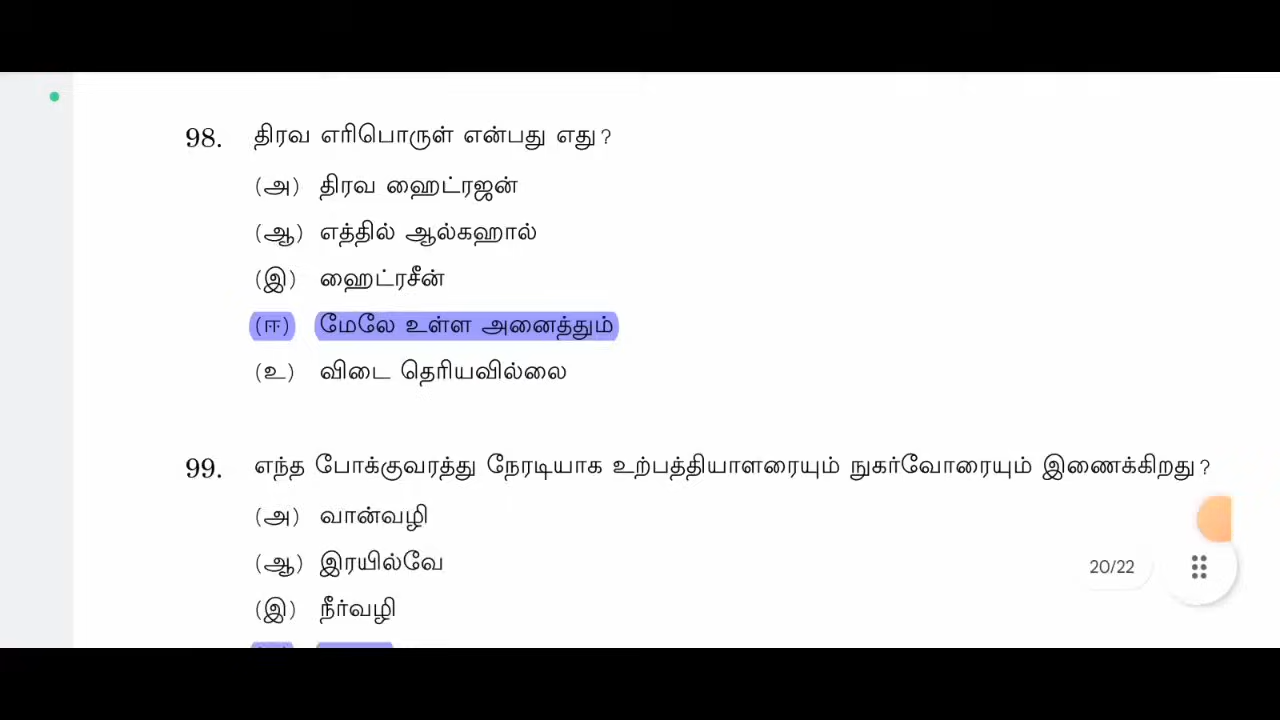 98. திரவ எரிபொருள் என்பது எது?
(அ) திரவ ஹைட்ரஜன்
(ஆ) எத்தில் ஆல்கஹால்
(இ) ஹைட்ரசீன்
(ஈ) மேலே உள்ள அனைத்தும்
(உ) விடை தெரியவில்லை
99. எந்த போக்குவரத்து நேரடியாக உற்பத்தியாளரையும் நுகர்வோரையும் இணைக்கிறது?
(அ) வான்வழி
(ஆ) இரயில்வே
(இ) நீர்வழி
20/22